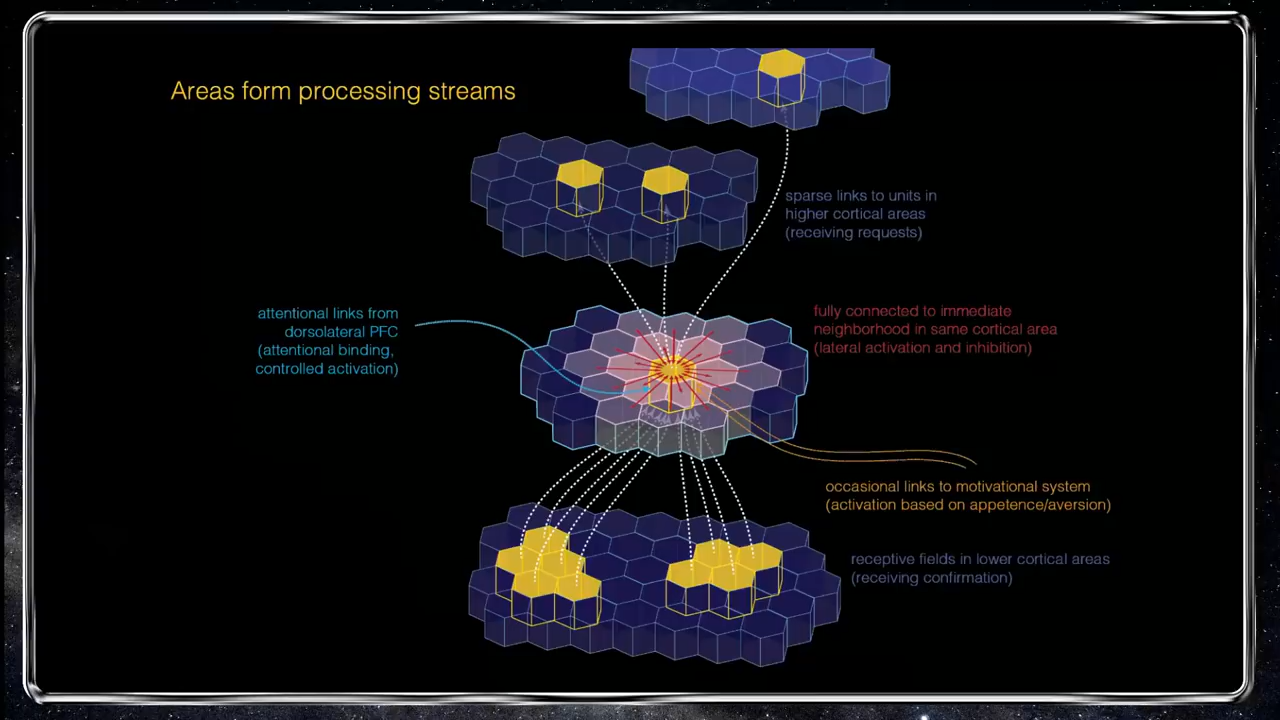 Areas form processing streams
sparse links to units in
higher cortical areas
(receiving requests)
attentional links from
dorsolateral PFC
(attentional binding,
controlled activation)
fully connected to immediate
neighborhood in same cortical area
(lateral activation and inhibition)
occasional links to motivational system
(activation based on appetence/aversion)
receptive fields in lower cortical areas
(receiving confirmation)